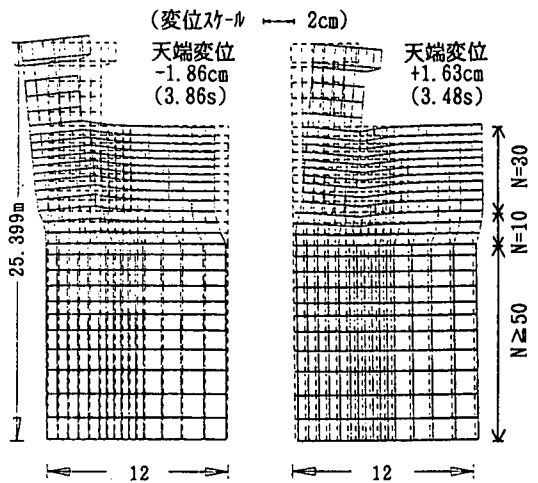 (変位スケール 2cm)
天端変位
-1.86cm
(3.86s)
天端変位
+1.63cm
(3.48s)
25.399m
N=30
N=10
N≧50
12
12